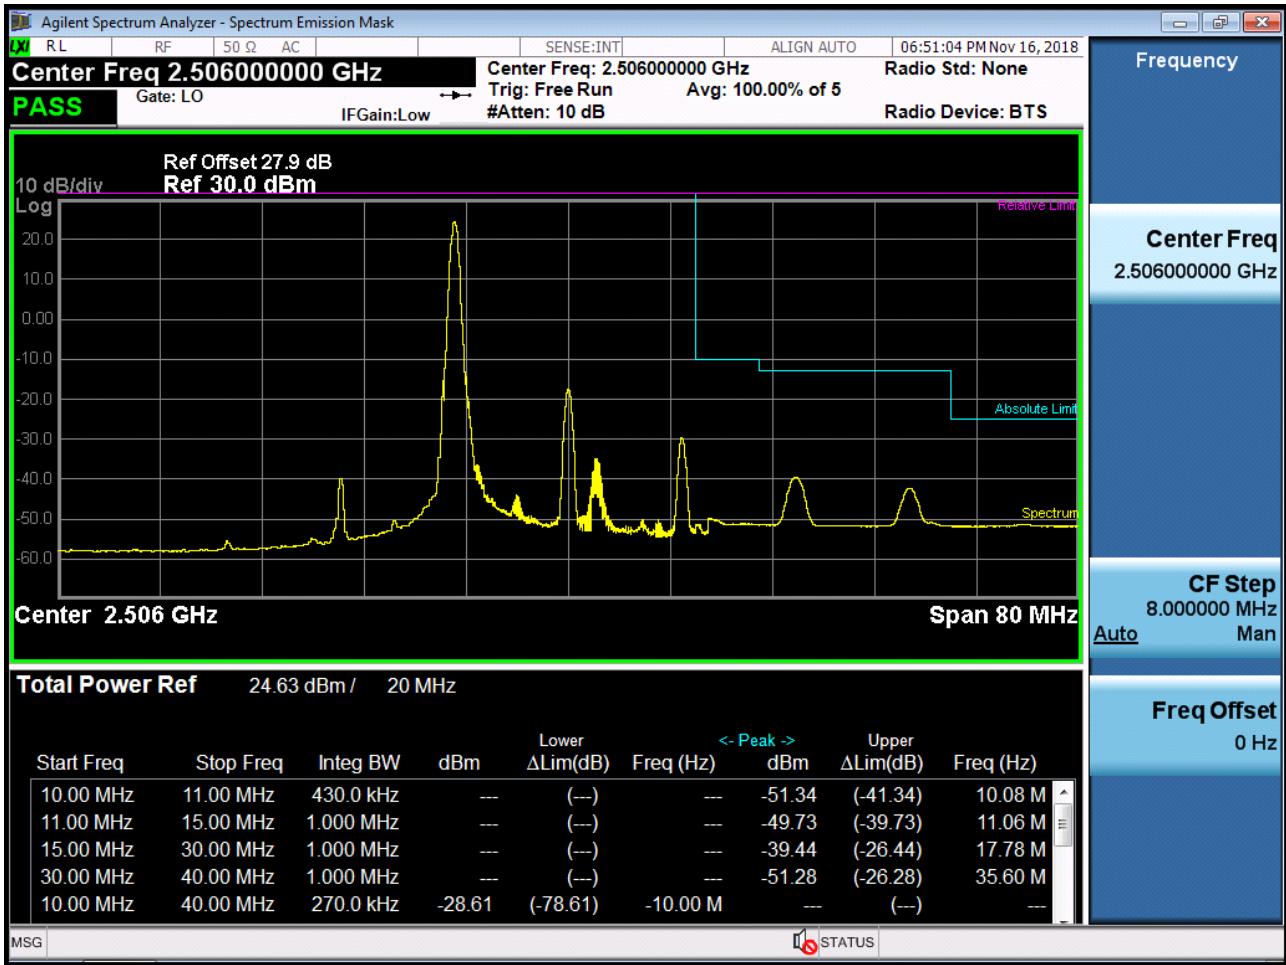 Agilent Spectrum Analyzer - Spectrum Emission Mask
LXI RL RF 50 Ω AC SENSE:INT ALIGN AUTO 06:51:04 PM Nov 16, 2018
Center Freq 2.506000000 GHz
Center Freq: 2.506000000 GHz Radio Std: None
PASS Gate: LO Trig: Free Run Avg: 100.00% of 5
IFGain:Low #Atten: 10 dB Radio Device: BTS
Ref Offset 27.9 dB
10 dB/div Ref 30.0 dBm
Log
Relative Limit
20.0
10.0
0.00
-10.0
-20.0
Absolute Limit
-30.0
-40.0
-50.0
Spectrum
-60.0
Center 2.506 GHz Span 80 MHz
Total Power Ref 24.63 dBm / 20 MHz
Lower <- Peak -> Upper
Start Freq Stop Freq Integ BW dBm ΔLim(dB) Freq (Hz) dBm ΔLim(dB) Freq (Hz)
10.00 MHz 11.00 MHz 430.0 kHz --- (---) --- -51.34 (-41.34) 10.08 M
11.00 MHz 15.00 MHz 1.000 MHz --- (---) --- -49.73 (-39.73) 11.06 M
15.00 MHz 30.00 MHz 1.000 MHz --- (---) --- -39.44 (-26.44) 17.78 M
30.00 MHz 40.00 MHz 1.000 MHz --- (---) --- -51.28 (-26.28) 35.60 M
10.00 MHz 40.00 MHz 270.0 kHz -28.61 (-78.61) -10.00 M --- (---) ---
MSG STATUS
Frequency
Center Freq
2.506000000 GHz
CF Step
8.000000 MHz
Auto Man
Freq Offset
0 Hz